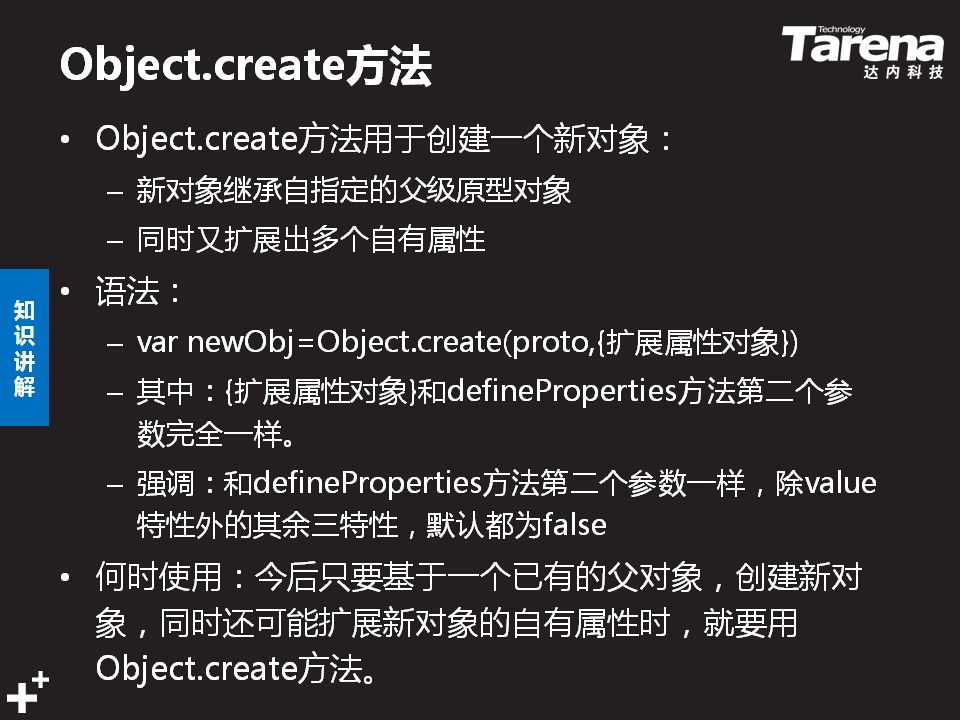 Object.create方法
Technology
Tarena
达内科技
• Object.create方法用于创建一个新对象：
– 新对象继承自指定的父级原型对象
– 同时又扩展出多个自有属性
• 语法：
– var newObj=Object.create(proto,{扩展属性对象})
– 其中：{扩展属性对象}和defineProperties方法第二个参
数完全一样。
– 强调：和defineProperties方法第二个参数一样，除value
特性外的其余三特性，默认都为false
• 何时使用：今后只要基于一个已有的父对象，创建新对
象，同时还可能扩展新对象的自有属性时，就要用
Object.create方法。
知
识
讲
解